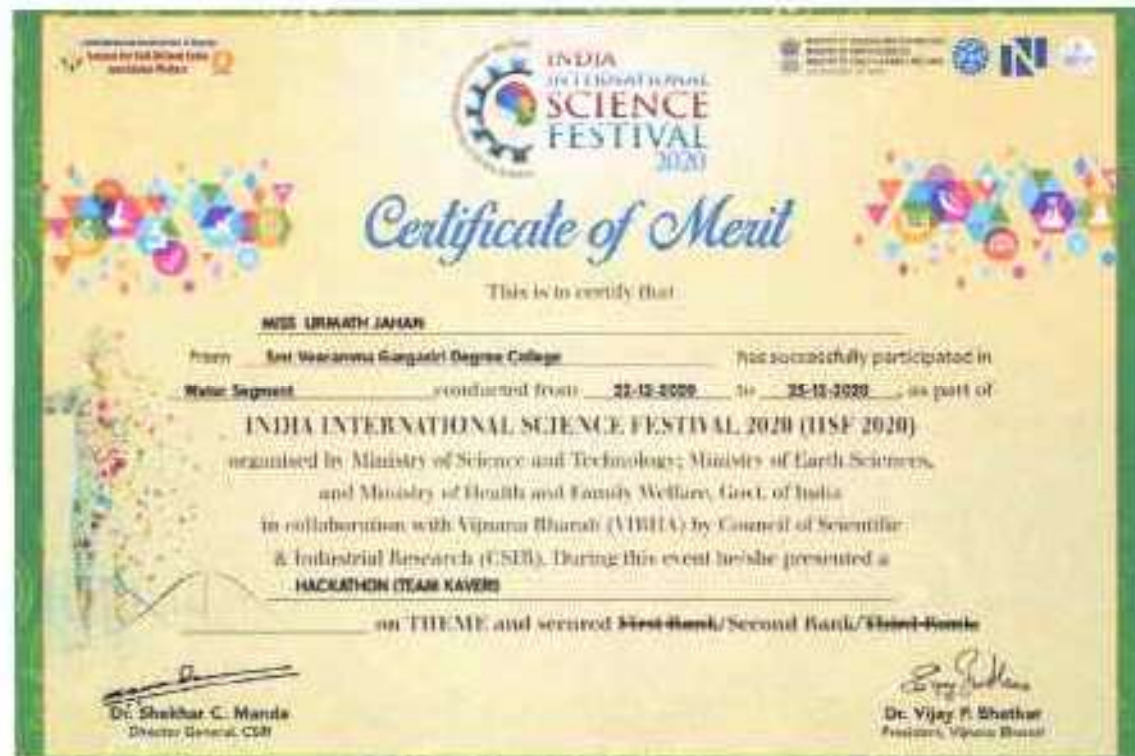 INDIA
INTERNATIONAL
SCIENCE
FESTIVAL
2020
Certificate of Merit
This is to certify that
MISS URMATH JAHAN
From Smt Veeramma Gangasiri Degree College has successfully participated in
Water Segment conducted from 22-12-2020 to 25-12-2020, as part of
INDIA INTERNATIONAL SCIENCE FESTIVAL 2020 (IISF 2020)
organised by Ministry of Science and Technology; Ministry of Earth Sciences,
and Ministry of Health and Family Welfare, Govt. of India
in collaboration with Vijnana Bharati (VIBHA) by Council of Scientific
& Industrial Research (CSIR). During this event he/she presented a
HACKATHON (TEAM KAVERI)
on THEME and secured First Rank/Second Rank/Third Rank.
Dr. Shekhar C. Mande
Director General, CSIR
Dr. Vijay P. Bhatkar
President, Vijnana Bharati